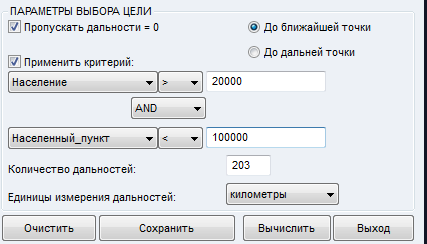 ПАРАМЕТРЫ ВЫБОРА ЦЕЛИ
Пропускать дальности = 0
До ближайшей точки
До дальней точки
Применить критерий:
Население > 20000
AND
Населенный_пункт < 100000
Количество дальностей: 203
Единицы измерения дальностей: километры
Очистить Сохранить Вычислить Выход